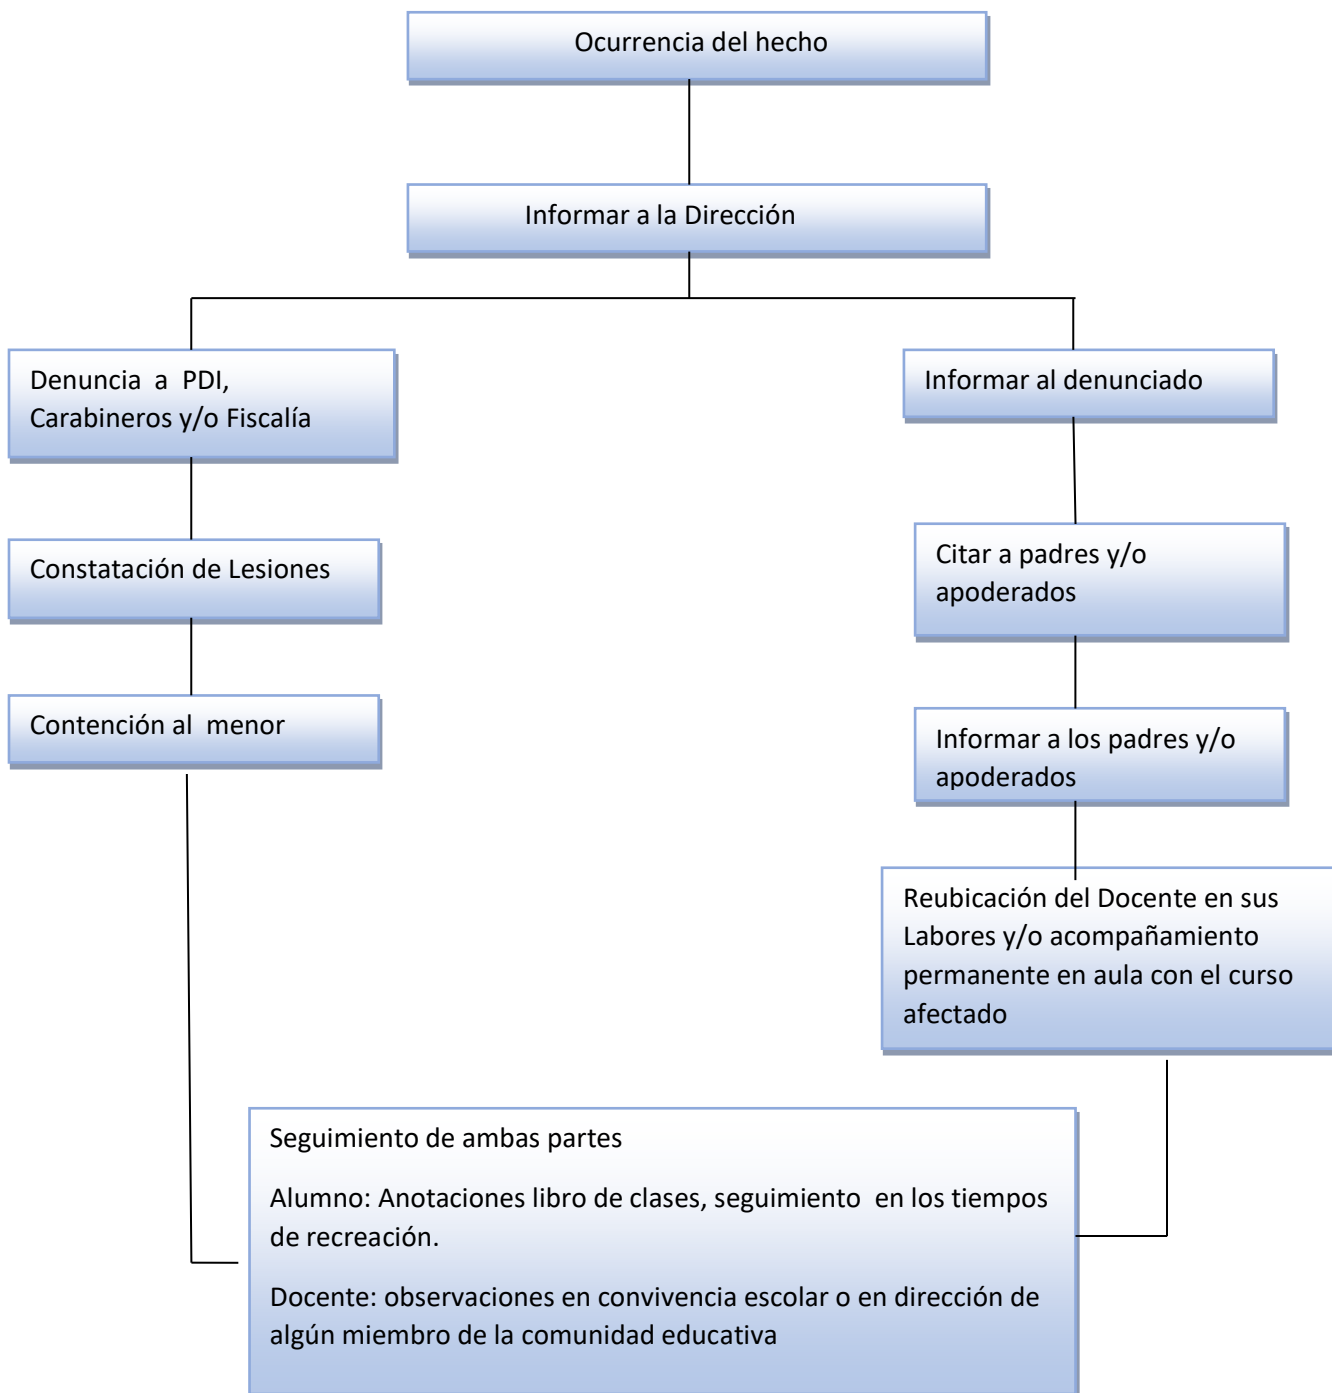 Ocurrencia del hecho
Informar a la Dirección
Denuncia a PDI,
Carabineros y/o Fiscalía
Informar al denunciado
Constatación de Lesiones
Citar a padres y/o
apoderados
Contención al menor
Informar a los padres y/o
apoderados
Reubicación del Docente en sus
Labores y/o acompañamiento
permanente en aula con el curso
afectado
Seguimiento de ambas partes
Alumno: Anotaciones libro de clases, seguimiento en los tiempos
de recreación.
Docente: observaciones en convivencia escolar o en dirección de
algún miembro de la comunidad educativa